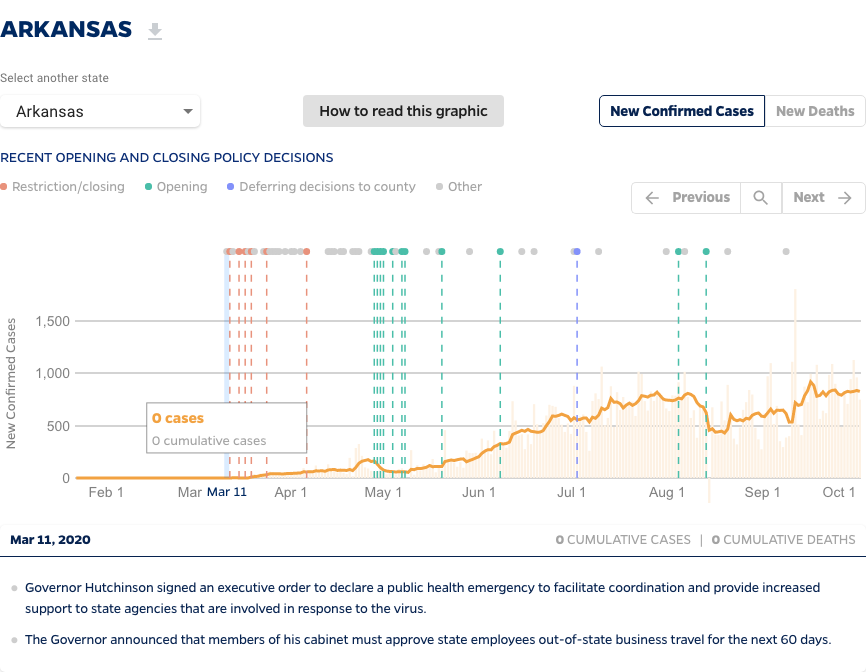 ARKANSAS
Select another state
Arkansas
How to read this graphic
New Confirmed Cases
New Deaths
RECENT OPENING AND CLOSING POLICY DECISIONS
Restriction/closing
Opening
Deferring decisions to county
Other
Previous
Next
New Confirmed Cases
1,500
1,000
500
0
0 cases
0 cumulative cases
Feb 1
Mar
Mar 11
Apr 1
May 1
Jun 1
Jul 1
Aug 1
Sep 1
Oct 1
Mar 11, 2020
0 CUMULATIVE CASES | 0 CUMULATIVE DEATHS
Governor Hutchinson signed an executive order to declare a public health emergency to facilitate coordination and provide increased
support to state agencies that are involved in response to the virus.
The Governor announced that members of his cabinet must approve state employees out-of-state business travel for the next 60 days.